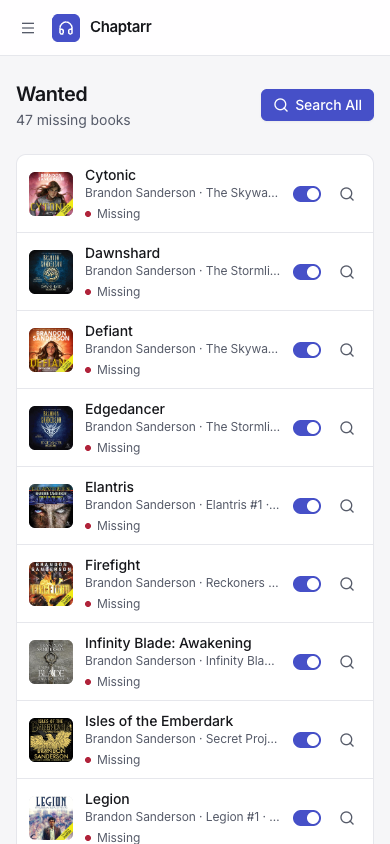 Chaptarr
Wanted
47 missing books
Search All
Cytonic
Brandon Sanderson · The Skywa...
Missing
Dawnshard
Brandon Sanderson · The Stormli...
Missing
Defiant
Brandon Sanderson · The Skywa...
Missing
Edgedancer
Brandon Sanderson · The Stormli...
Missing
Elantris
Brandon Sanderson · Elantris #1 ·...
Missing
Firefight
Brandon Sanderson · Reckoners ...
Missing
Infinity Blade: Awakening
Brandon Sanderson · Infinity Bla...
Missing
Isles of the Emberdark
Brandon Sanderson · Secret Proj...
Missing
LEGION
Legion
Brandon Sanderson · Legion #1 · ...
Missing